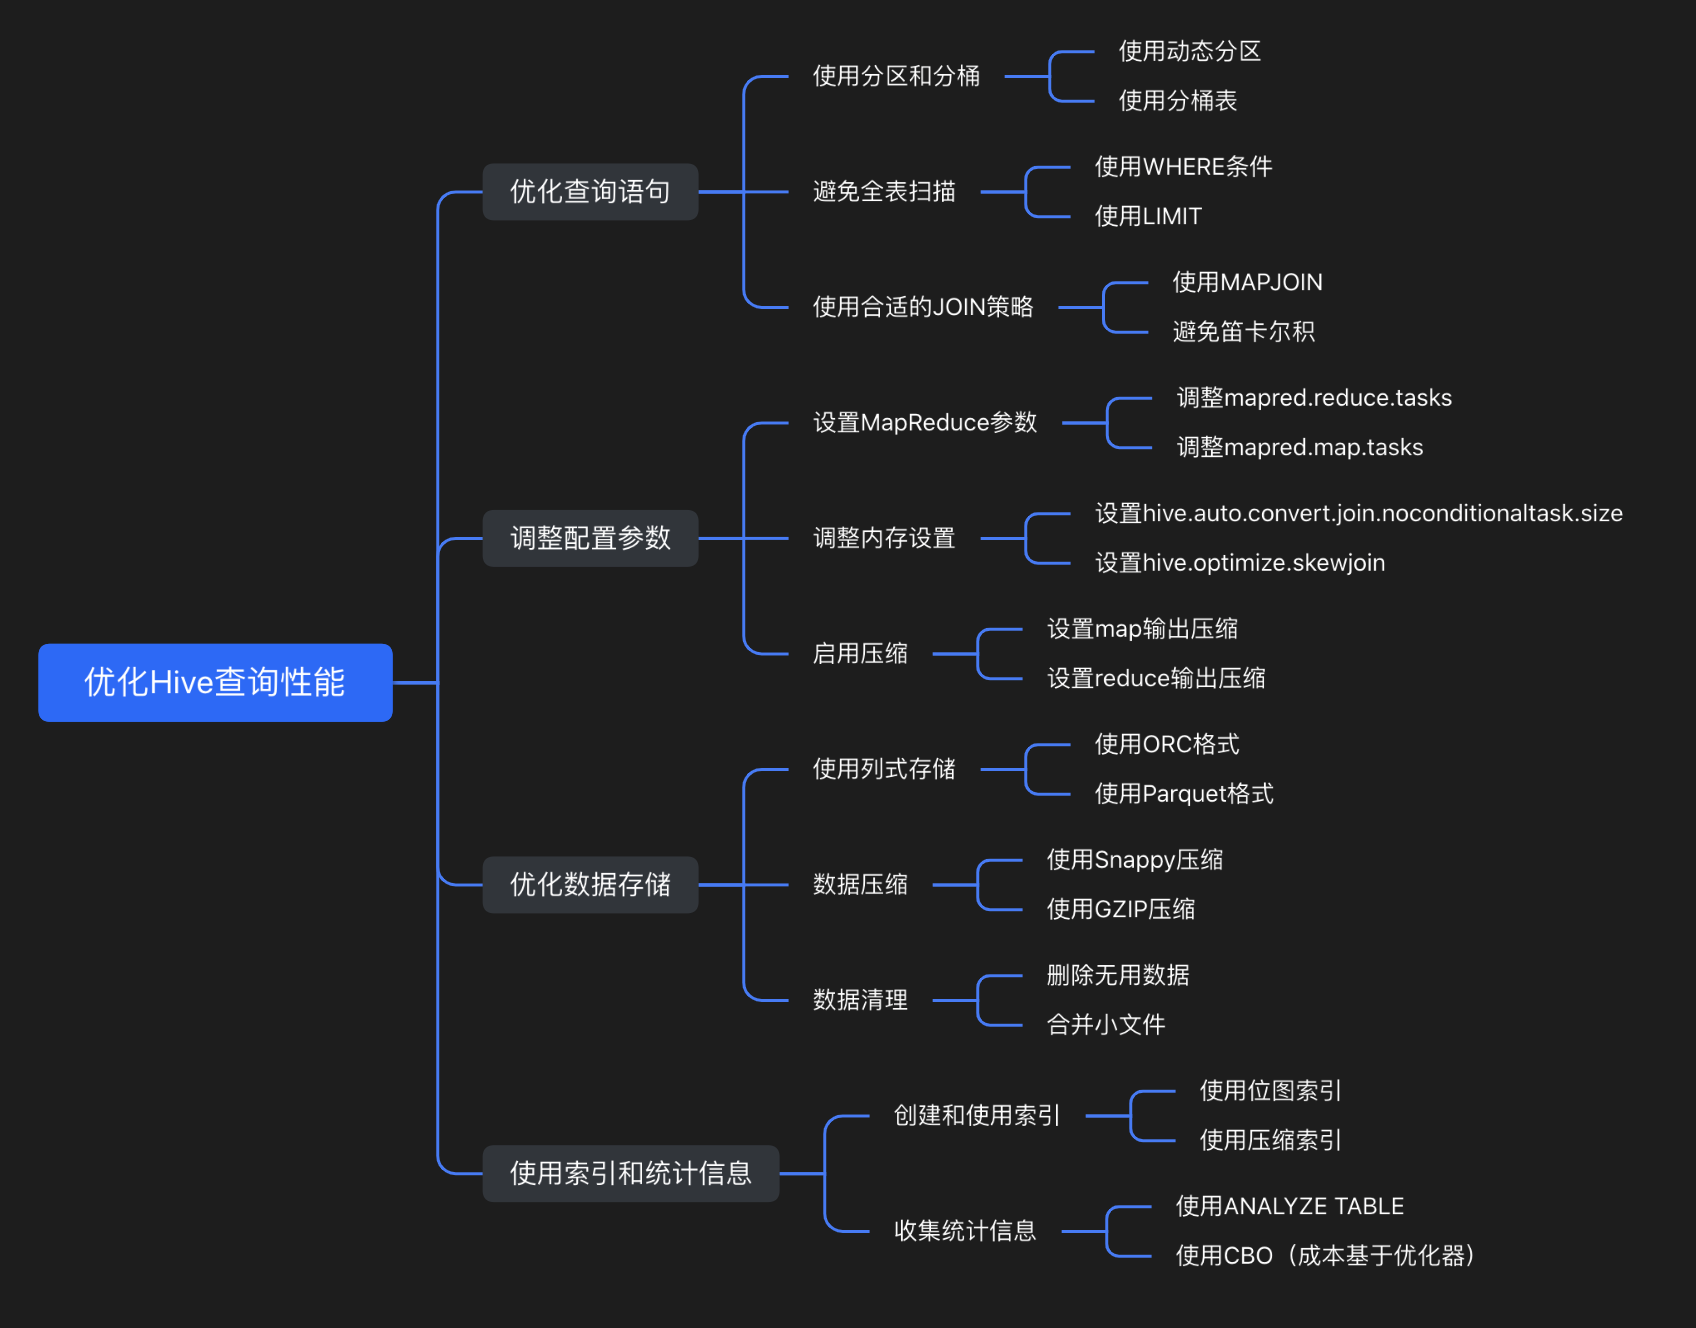 优化Hive查询性能
优化查询语句
使用分区和分桶
使用动态分区
使用分桶表
避免全表扫描
使用WHERE条件
使用LIMIT
使用合适的JOIN策略
使用MAPJOIN
避免笛卡尔积
调整配置参数
设置MapReduce参数
调整mapred.reduce.tasks
调整mapred.map.tasks
调整内存设置
设置hive.auto.convert.join.noconditionaltask.size
设置hive.optimize.skewjoin
启用压缩
设置map输出压缩
设置reduce输出压缩
优化数据存储
使用列式存储
使用ORC格式
使用Parquet格式
数据压缩
使用Snappy压缩
使用GZIP压缩
数据清理
删除无用数据
合并小文件
使用索引和统计信息
创建和使用索引
使用位图索引
使用压缩索引
收集统计信息
使用ANALYZE TABLE
使用CBO（成本基于优化器）